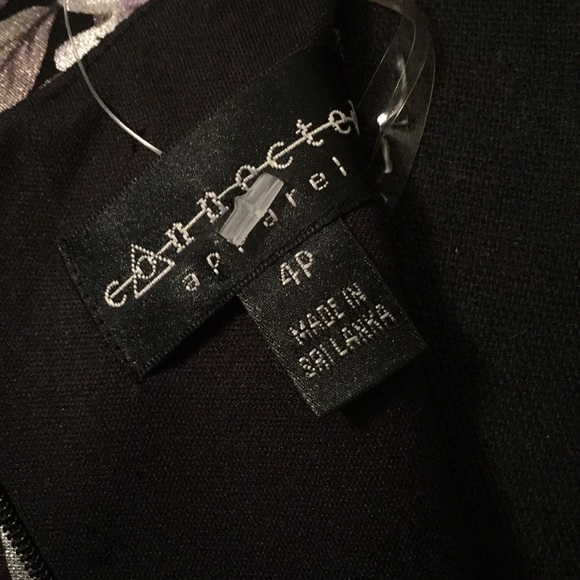 connected
apparel
4P
MADE IN
SRI LANKA